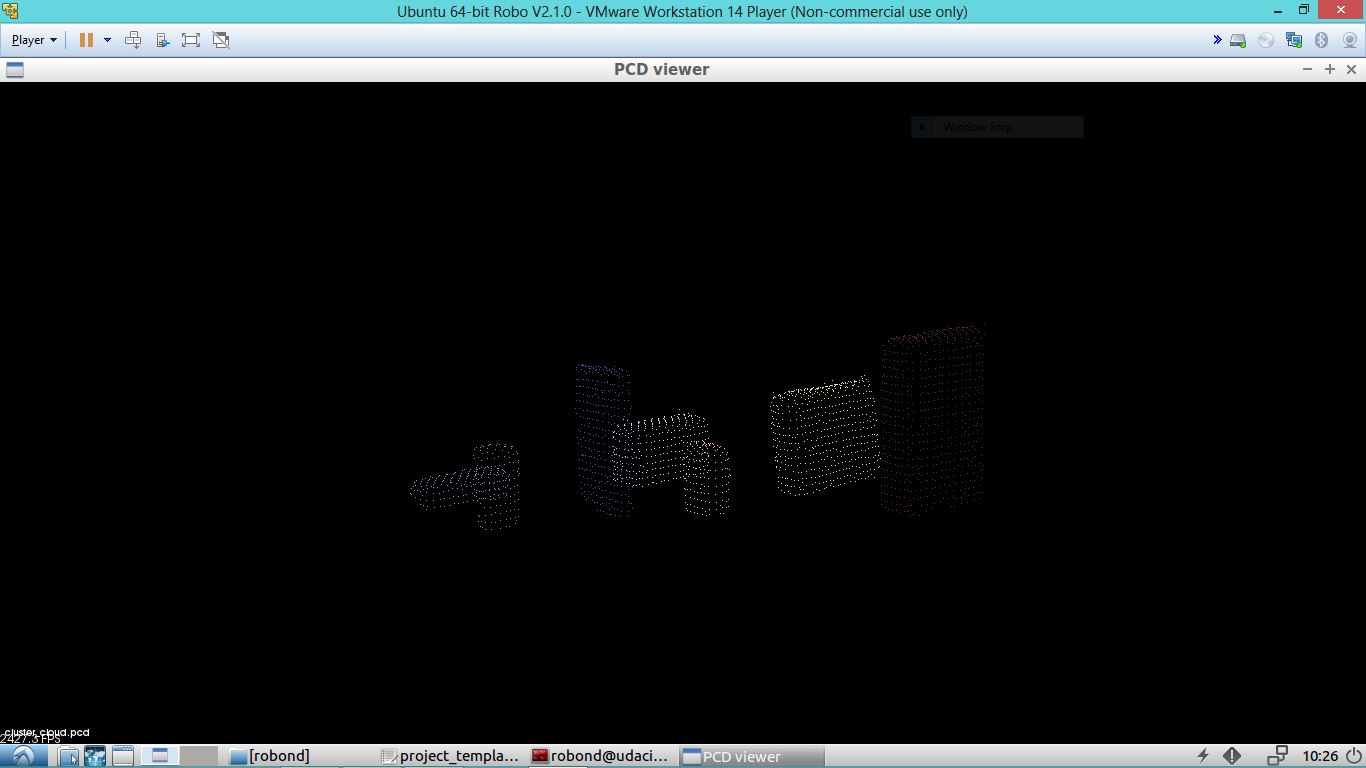 Ubuntu 64-bit Robo V2.1.0 - VMware Workstation 14 Player (Non-commercial use only)
Player
PCD viewer
Window Snip
cluster_cloud.pcd
2427.3 FPS
[robond] project_templa... robond@udaci... PCD viewer 10:26